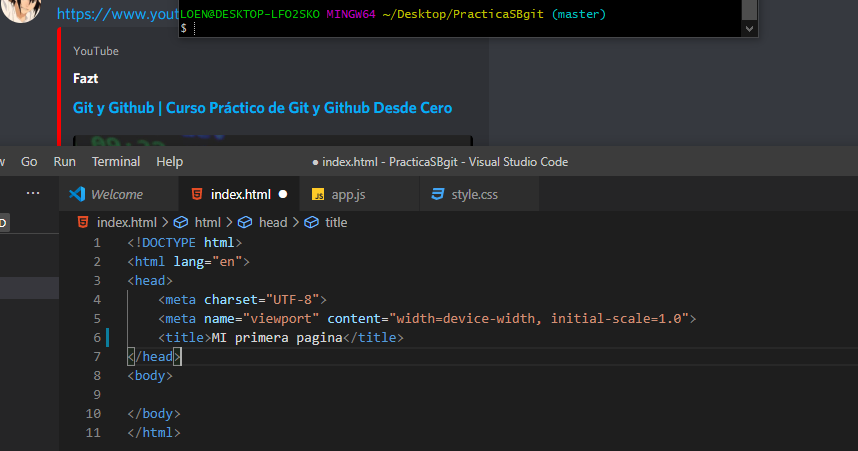 https://www.yout
LOEN@DESKTOP-LFO2SKO MINGW64 ~/Desktop/PracticaSBgit (master)
$
YouTube
Fazt
Git y Github | Curso Práctico de Git y Github Desde Cero
Go Run Terminal Help ● index.html - PracticaSBgit - Visual Studio Code
Welcome index.html app.js style.css
index.html > html > head > title
1 <!DOCTYPE html>
2 <html lang="en">
3 <head>
4 <meta charset="UTF-8">
5 <meta name="viewport" content="width=device-width, initial-scale=1.0">
6 <title>MI primera pagina</title>
7 </head>
8 <body>
9
10 </body>
11 </html>